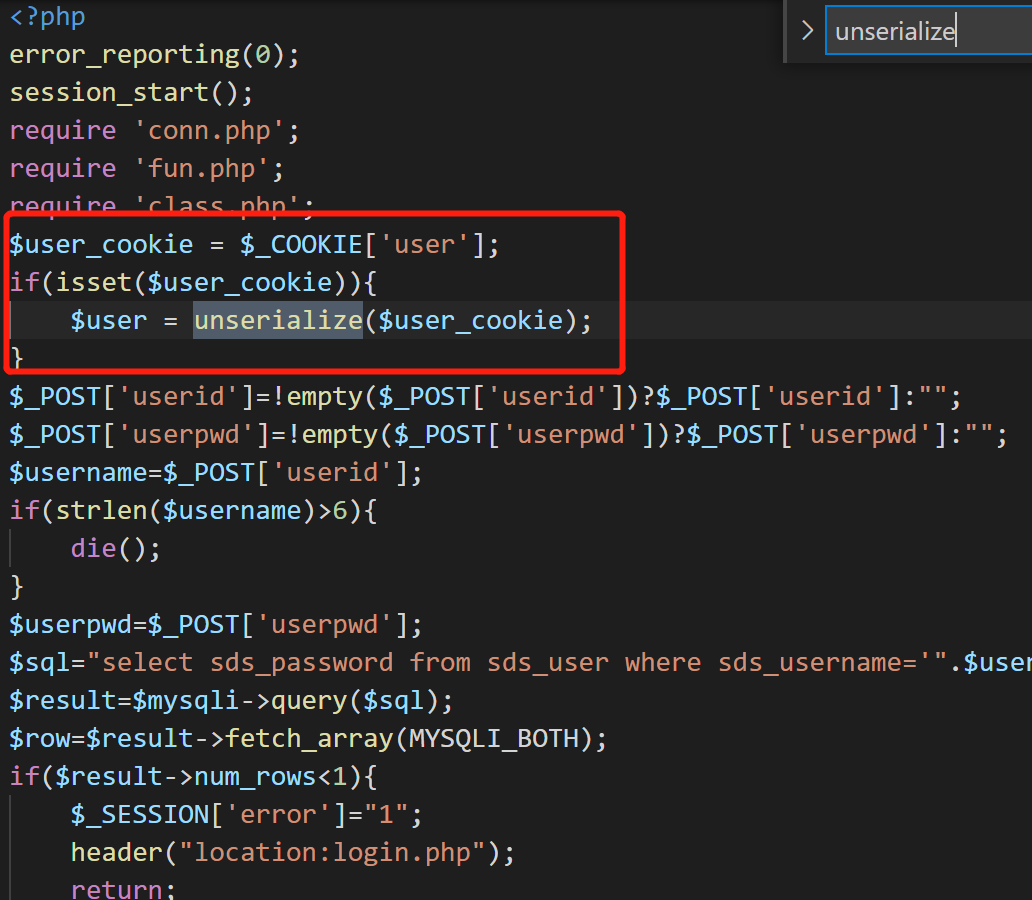 <?php
unserialize
error_reporting(0);
session_start();
require 'conn.php';
require 'fun.php';
require 'class.php';
$user_cookie = $_COOKIE['user'];
if(isset($user_cookie)){
    $user = unserialize($user_cookie);
}
$_POST['userid']=!empty($_POST['userid'])?$_POST['userid']:"";
$_POST['userpwd']=!empty($_POST['userpwd'])?$_POST['userpwd']:"";
$username=$_POST['userid'];
if(strlen($username)>6){
    die();
}
$userpwd=$_POST['userpwd'];
$sql="select sds_password from sds_user where sds_username='".$user
$result=$mysqli->query($sql);
$row=$result->fetch_array(MYSQLI_BOTH);
if($result->num_rows<1){
    $_SESSION['error']="1";
    header("location:login.php");
    return;